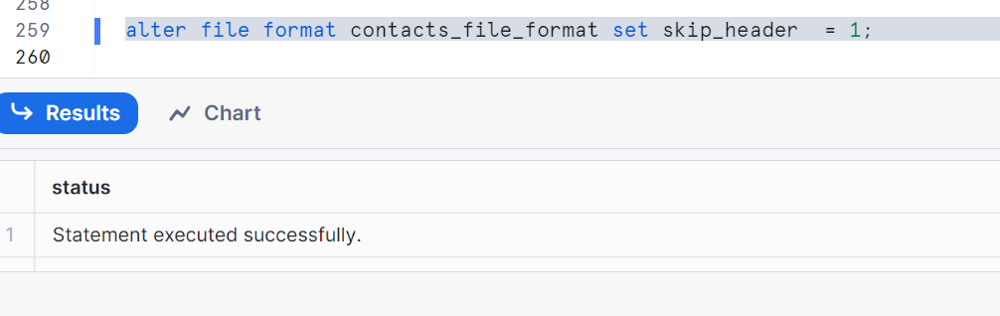 258
259 alter file format contacts_file_format set skip_header  = 1;
260
Results Chart
status
1 Statement executed successfully.